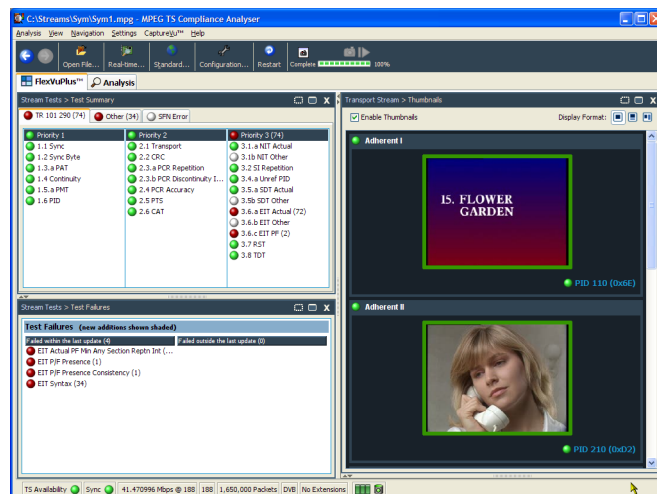 C:\Streams\Sym\Sym1.mpg - MPEG TS Compliance Analyser
Analysis View Navigation Settings CaptureVu™ Help
Open File... Real-time... Standard... Configuration... Restart Complete 100%
FlexVuPlus™ Analysis
Stream Tests > Test Summary
TR 101 290 (74) Other (34) SFN Error
Priority 1
1.1 Sync
1.2 Sync Byte
1.3.a PAT
1.4 Continuity
1.5.a PMT
1.6 PID
Priority 2
2.1 Transport
2.2 CRC
2.3.a PCR Repetition
2.3.b PCR Discontinuity I...
2.4 PCR Accuracy
2.5 PTS
2.6 CAT
Priority 3 (74)
3.1.a NIT Actual
3.1b NIT Other
3.2 SI Repetition
3.4.a Unref PID
3.5.a SDT Actual
3.5b SDT Other
3.6.a EIT Actual (72)
3.6.b EIT Other
3.6.c EIT PF (2)
3.7 RST
3.8 TDT
Stream Tests > Test Failures
Test Failures (new additions shown shaded)
Failed within the last update (4) Failed outside the last update (0)
EIT Actual PF Min Any Section Reptn Int (...
EIT P/F Presence (1)
EIT P/F Presence Consistency (1)
EIT Syntax (34)
Transport Stream > Thumbnails
Enable Thumbnails Display Format:
Adherent I
15. FLOWER
GARDEN
PID 110 (0x6E)
Adherent II
PID 210 (0xD2)
TS Availability Sync 41.470996 Mbps @ 188 188 1,650,000 Packets DVB No Extensions